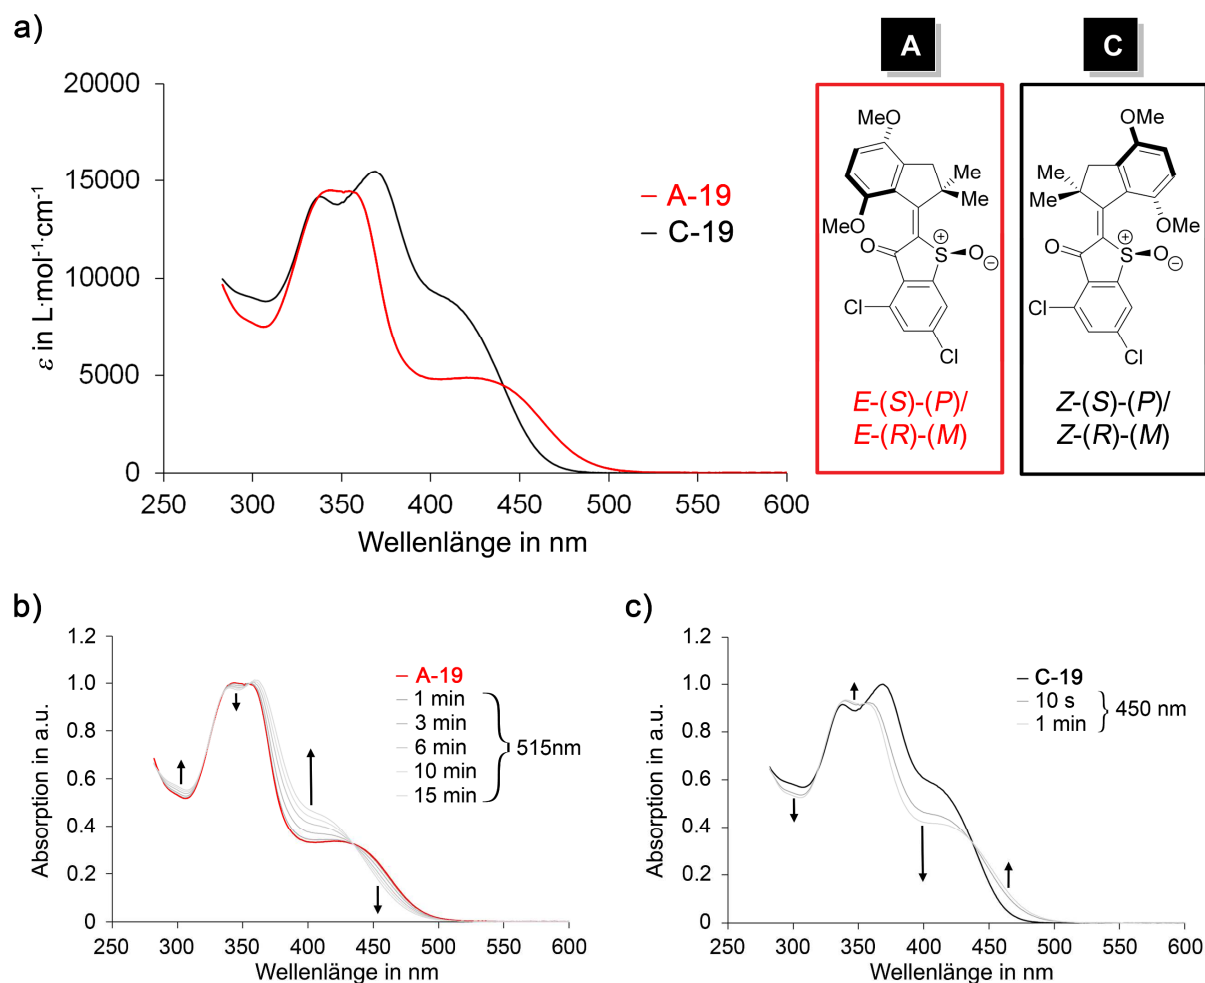 a)
A
C
20000
15000
10000
5000
0
ε in L·mol⁻¹·cm⁻¹
250 300 350 400 450 500 550 600
Wellenlänge in nm
– A-19
– C-19
MeO
Me
Me
MeO
O
S
+
O
−
Cl
Cl
E-(S)-(P)/
E-(R)-(M)
OMe
Me
Me
OMe
O
S
+
O
−
Cl
Cl
Z-(S)-(P)/
Z-(R)-(M)
b)
1.2
1.0
0.8
0.6
0.4
0.2
0
Absorption in a.u.
250 300 350 400 450 500 550 600
Wellenlänge in nm
– A-19
– 1 min
– 3 min
– 6 min
– 10 min
– 15 min
515nm
c)
1.2
1.0
0.8
0.6
0.4
0.2
0
Absorption in a.u.
250 300 350 400 450 500 550 600
Wellenlänge in nm
– C-19
– 10 s
– 1 min
450 nm